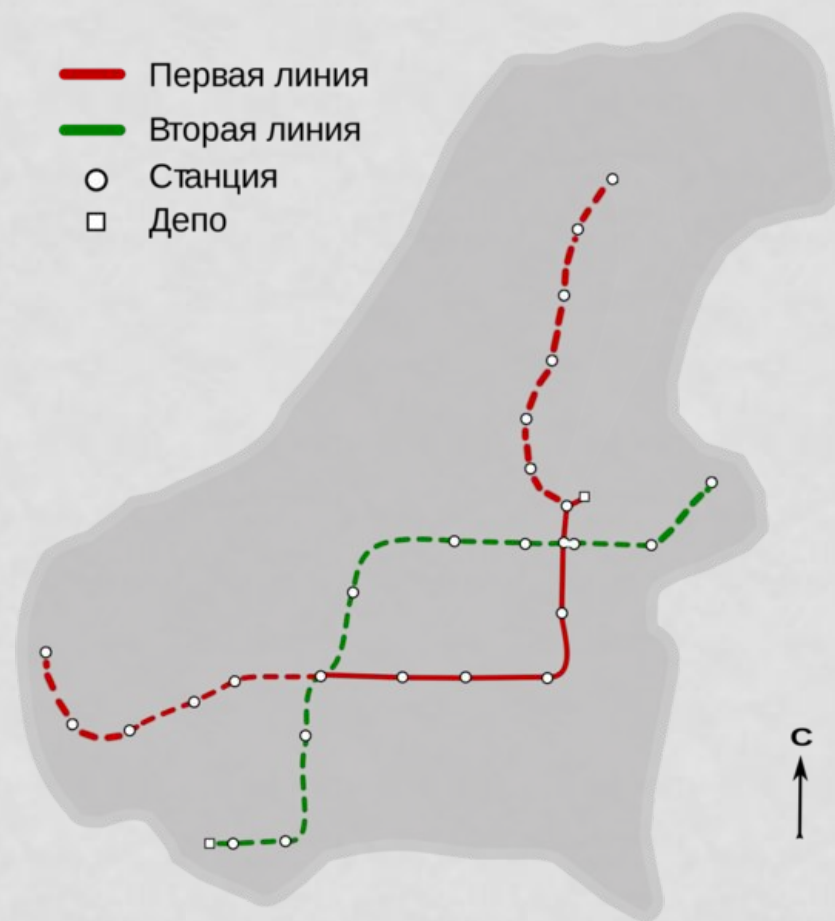 Первая линия
Вторая линия
Станция
Депо
С